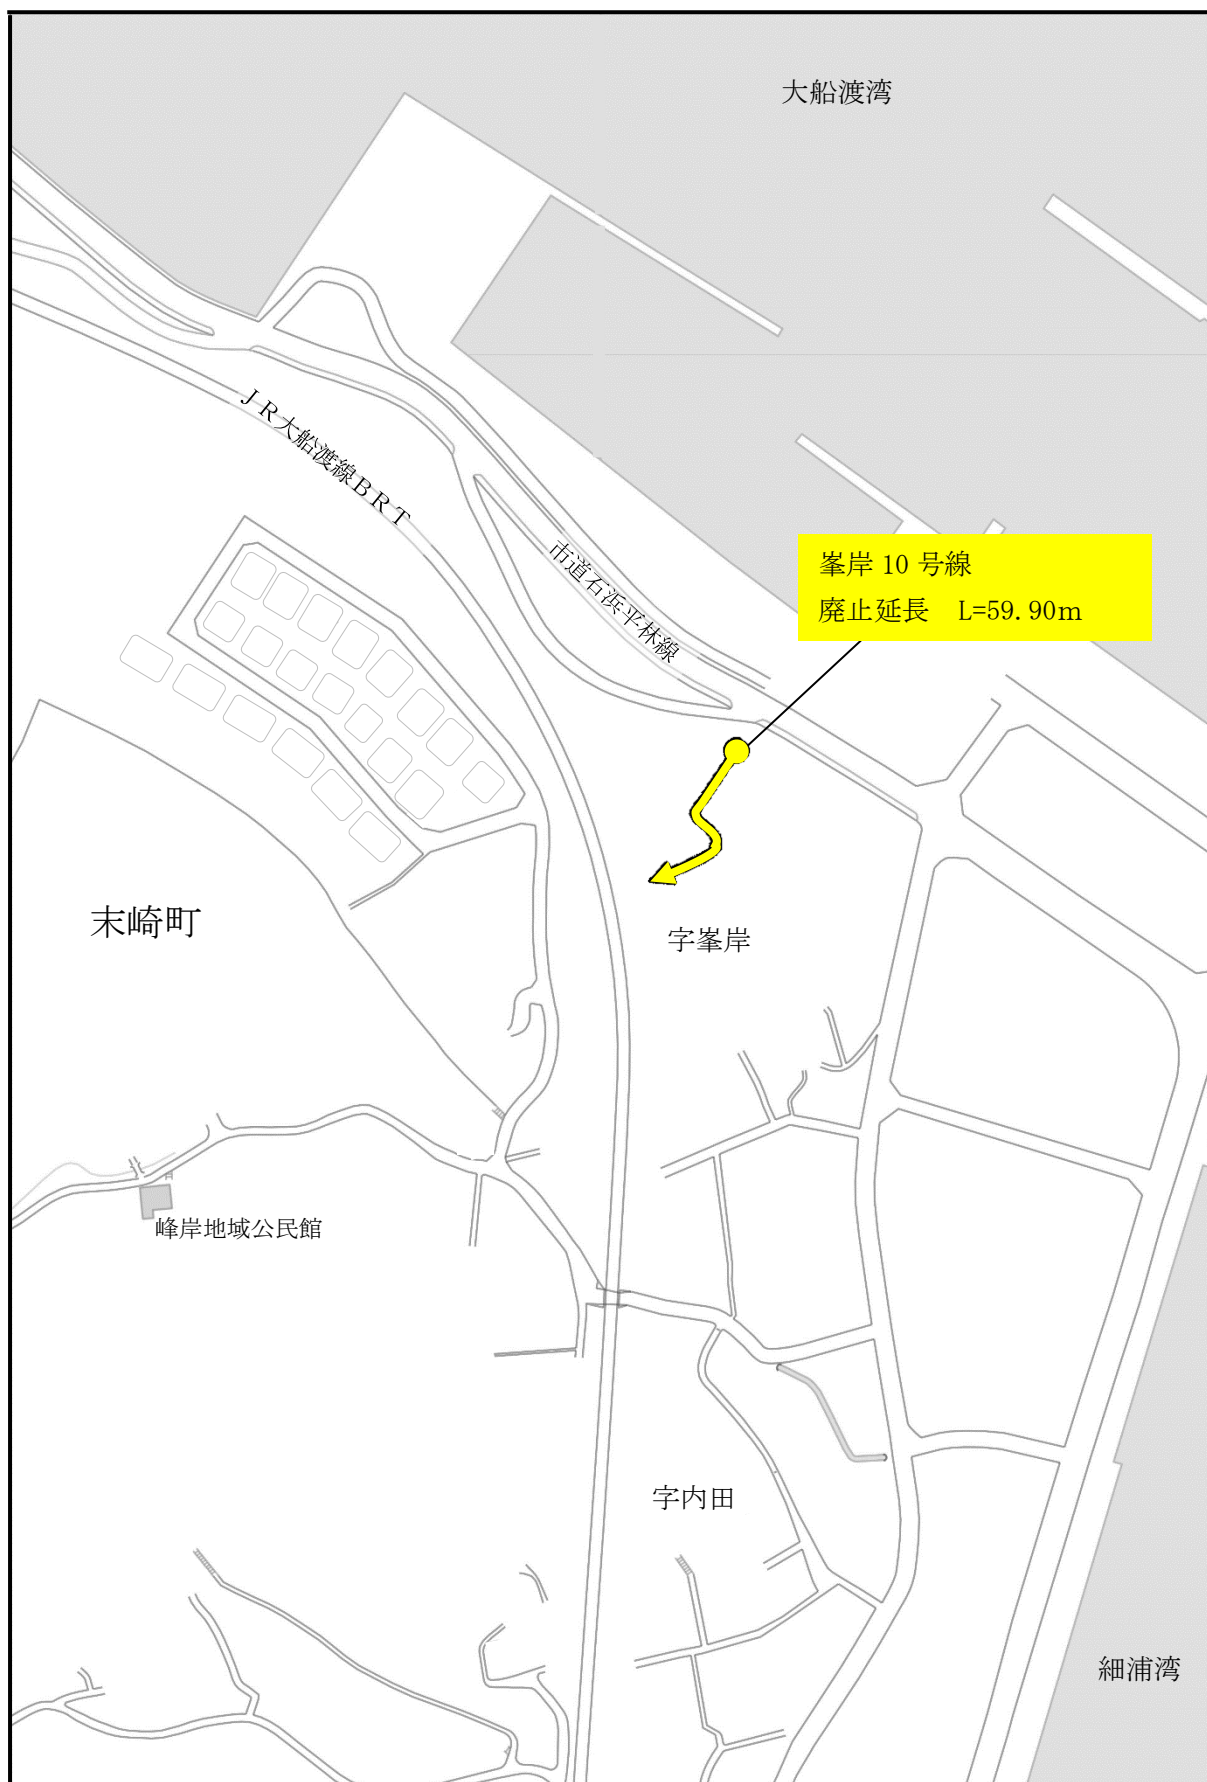 大船渡湾
ＪＲ大船渡線ＢＲＴ
市道石浜平林線
峯岸 10 号線
廃止延長　L=59.90m
末崎町
字峯岸
峰岸地域公民館
字内田
細浦湾